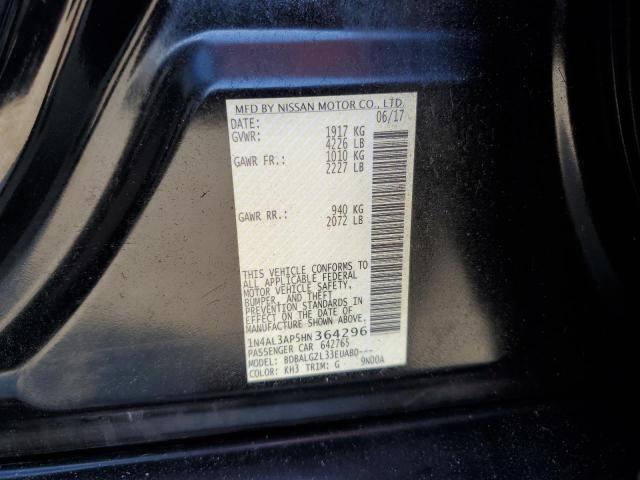 MFD BY NISSAN MOTOR CO., LTD.
DATE: 06/17
GVWR: 1917 KG
4226 LB
GAWR FR.: 1010 KG
2227 LB
GAWR RR.: 940 KG
2072 LB
THIS VEHICLE CONFORMS TO
ALL APPLICABLE FEDERAL
MOTOR VEHICLE SAFETY,
BUMPER, AND THEFT
PREVENTION STANDARDS IN
EFFECT ON THE DATE OF
MANUFACTURE SHOWN ABOVE.
1N4AL3AP5HN364296
PASSENGER CAR 642765
MODEL: BDBALGZL33EUABD---
COLOR: KH3 TRIM: G 9N00A